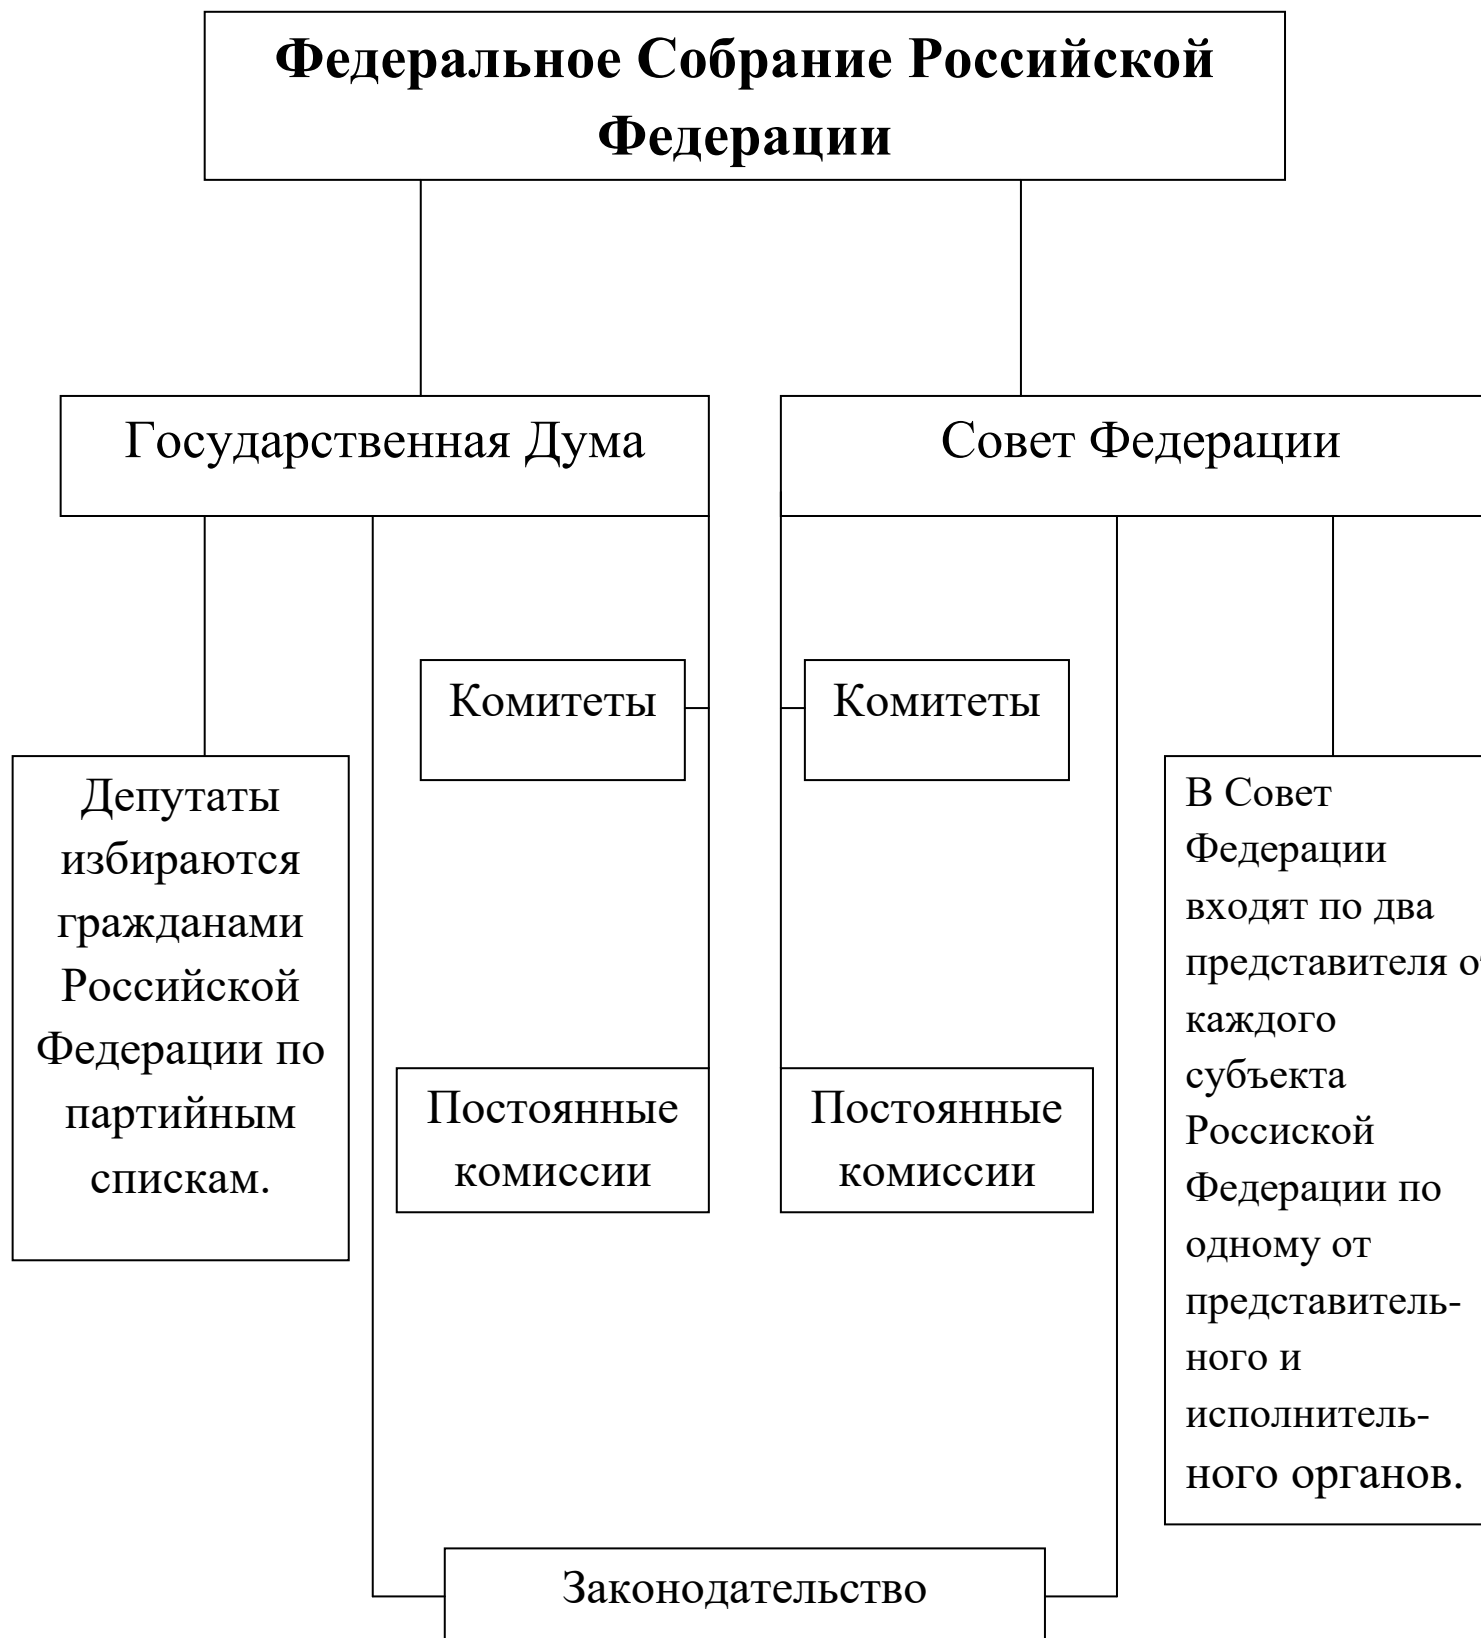 Федеральное Собрание Российской
Федерации
Государственная Дума
Совет Федерации
Комитеты
Комитеты
Депутаты
избираются
гражданами
Российской
Федерации по
партийным
спискам.
Постоянные
комиссии
Постоянные
комиссии
В Совет
Федерации
входят по два
представителя от
каждого
субъекта
Россиской
Федерации по
одному от
представитель-
ного и
исполнитель-
ного органов.
Законодательство